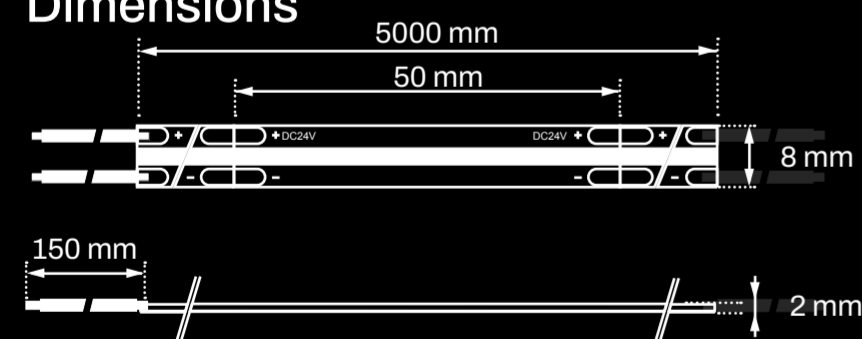 Dimensions
5000 mm
50 mm
+ + DC24V DC24V + +
8 mm
- - - -
150 mm
2 mm